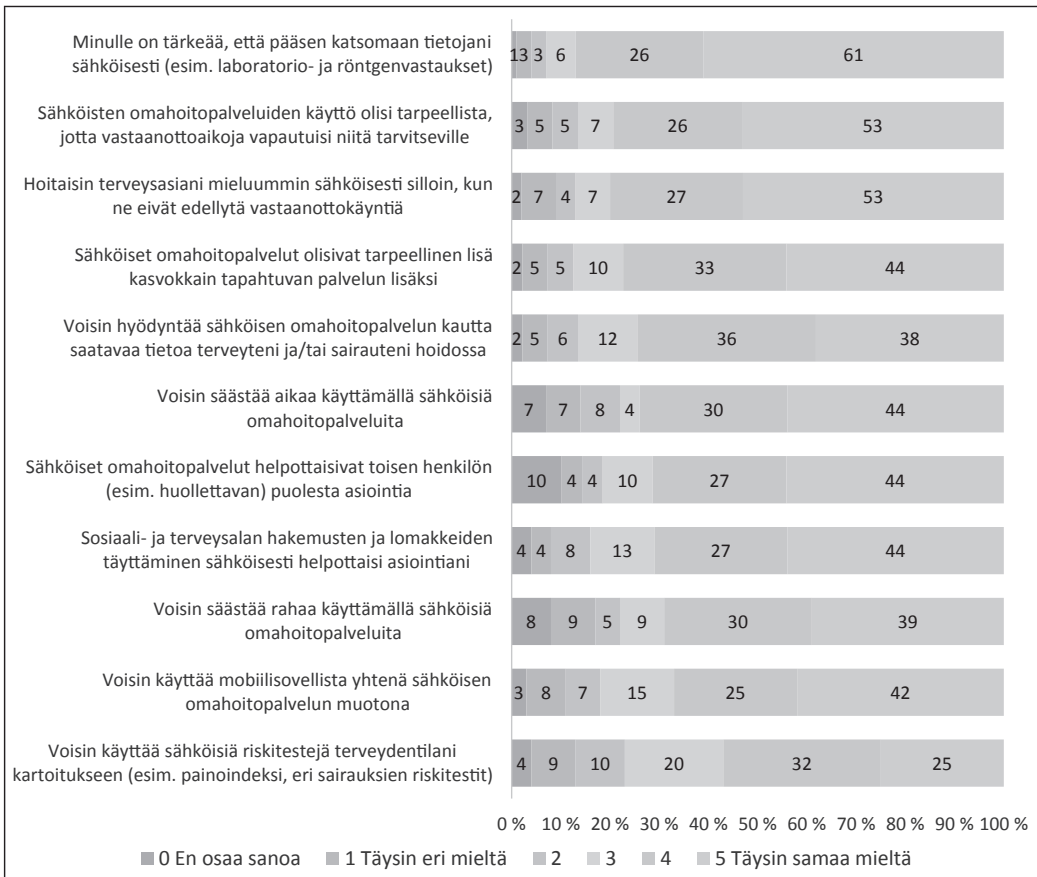 Minulle on tärkeää, että pääsen katsomaan tietojani
sähköisesti (esim. laboratorio- ja röntgenvastaukset)
1 3 3 6 26 61
Sähköisten omahoitopalveluiden käyttö olisi tarpeellista,
jotta vastaanottoaikoja vapautuisi niitä tarvitseville
3 5 5 7 26 53
Hoitaisin terveysasiani mieluummin sähköisesti silloin, kun
ne eivät edellytä vastaanottokäyntiä
2 7 4 7 27 53
Sähköiset omahoitopalvelut olisivat tarpeellinen lisä
kasvokkain tapahtuvan palvelun lisäksi
2 5 5 10 33 44
Voisin hyödyntää sähköisen omahoitopalvelun kautta
saatavaa tietoa terveyteni ja/tai sairauteni hoidossa
2 5 6 12 36 38
Voisin säästää aikaa käyttämällä sähköisiä
omahoitopalveluita
7 7 8 4 30 44
Sähköiset omahoitopalvelut helpottaisivat toisen henkilön
(esim. huollettavan) puolesta asiointia
10 4 4 10 27 44
Sosiaali- ja terveysalan hakemusten ja lomakkeiden
täyttäminen sähköisesti helpottaisi asiointiani
4 4 8 13 27 44
Voisin säästää rahaa käyttämällä sähköisiä
omahoitopalveluita
8 9 5 9 30 39
Voisin käyttää mobiilisovellista yhtenä sähköisen
omahoitopalvelun muotona
3 8 7 15 25 42
Voisin käyttää sähköisiä riskitestejä terveydentilani
kartoitukseen (esim. painoindeksi, eri sairauksien riskitestit)
4 9 10 20 32 25
0 % 10 % 20 % 30 % 40 % 50 % 60 % 70 % 80 % 90 % 100 %
0 En osaa sanoa 1 Täysin eri mieltä 2 3 4 5 Täysin samaa mieltä